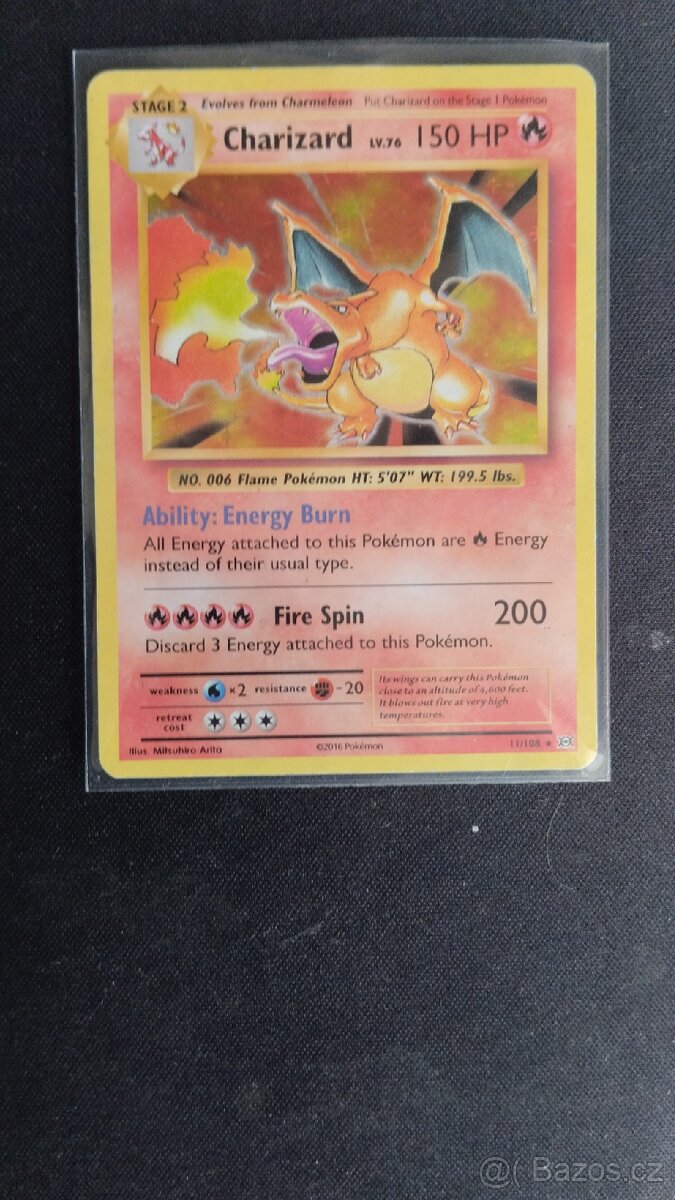 STAGE 2 Evolves from Charmeleon Put Charizard on the Stage 1 Pokémon
Charizard LV.76 150 HP
NO. 006 Flame Pokémon HT: 5'07" WT: 199.5 lbs.
Ability: Energy Burn
All Energy attached to this Pokémon are Energy
instead of their usual type.
Fire Spin 200
Discard 3 Energy attached to this Pokémon.
weakness ×2 resistance -20
retreat
cost
Its wings can carry this Pokémon
close to an altitude of 4,600 feet.
It blows out fire at very high
temperatures.
Illus. Mitsuhiro Arita ©2016 Pokémon 11/108 ★
@( Bazos.cz